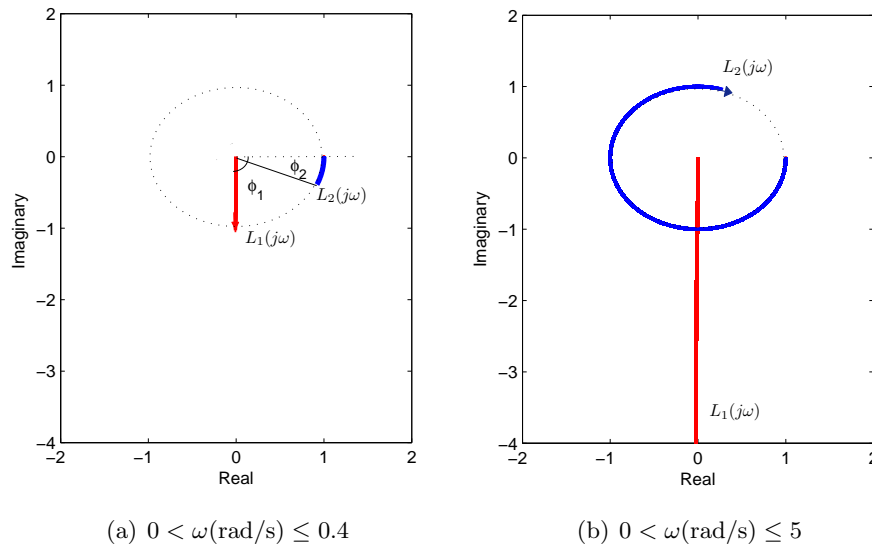 2
1
0
−1
−2
−3
−4
−2
−1
0
1
2
Real
Imaginary
ϕ₁
ϕ₂
L₂(jω)
L₁(jω)
(a) 0 < ω(rad/s) ≤ 0.4
2
1
0
−1
−2
−3
−4
−2
−1
0
1
2
Real
Imaginary
L₂(jω)
L₁(jω)
(b) 0 < ω(rad/s) ≤ 5